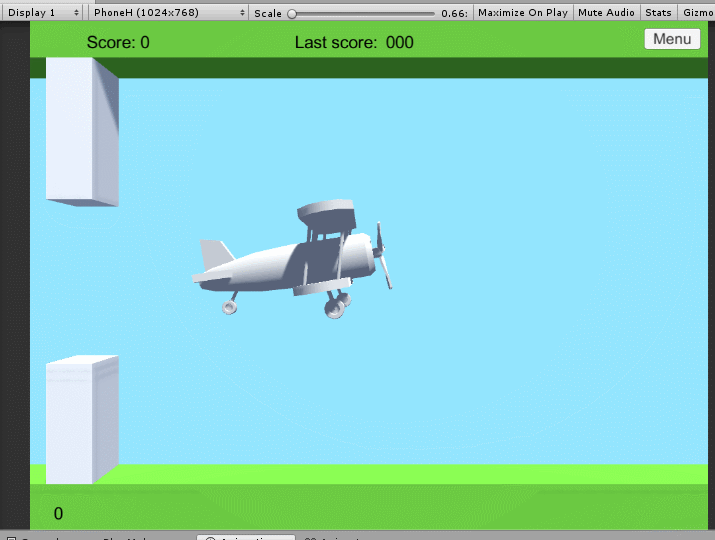 Display 1 PhoneH (1024x768) Scale 0.66: Maximize On Play Mute Audio Stats Gizmo
Score: 0 Last score: 000 Menu
0